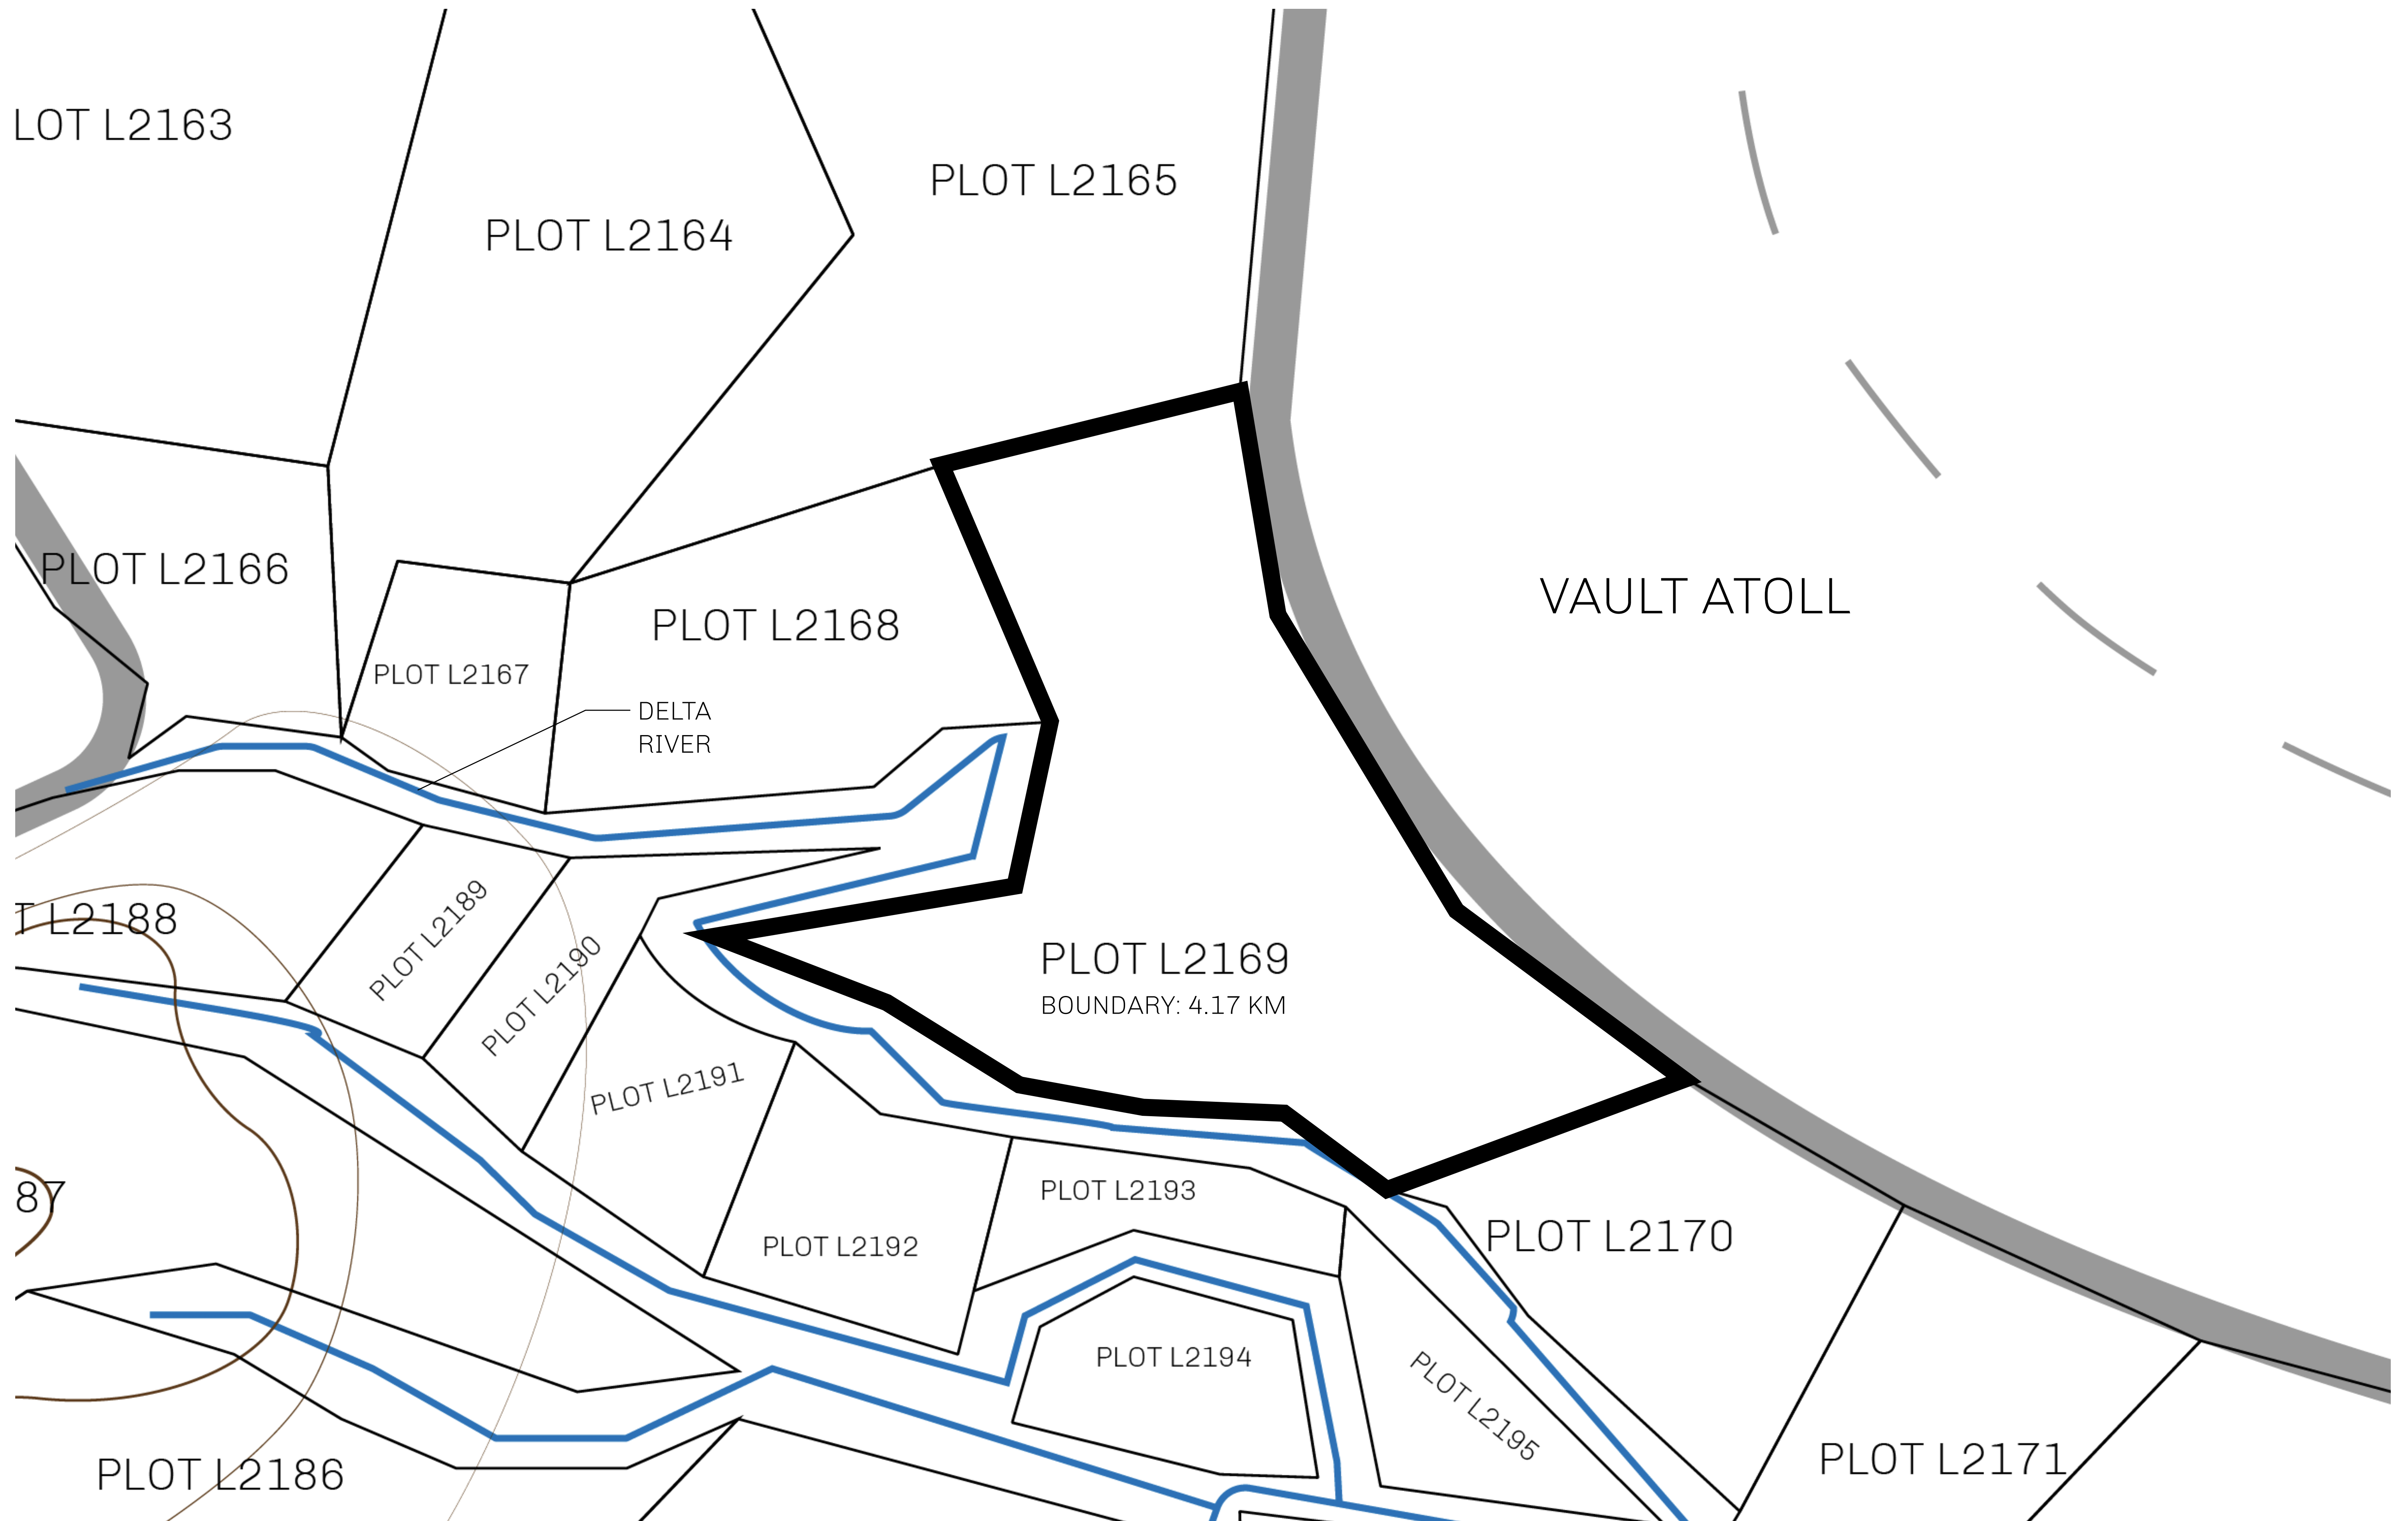 LOT L2163
PLOT L2165
PLOT L2164
PLOT L2166
VAULT ATOLL
PLOT L2168
PLOT L2167
DELTA
RIVER
T L2188
PLOT L2189
PLOT L2190
PLOT L2169
BOUNDARY: 4.17 KM
PLOT L2191
87
PLOT L2193
PLOT L2170
PLOT L2192
PLOT L2194
PLOT L2195
PLOT L2186
PLOT L2171